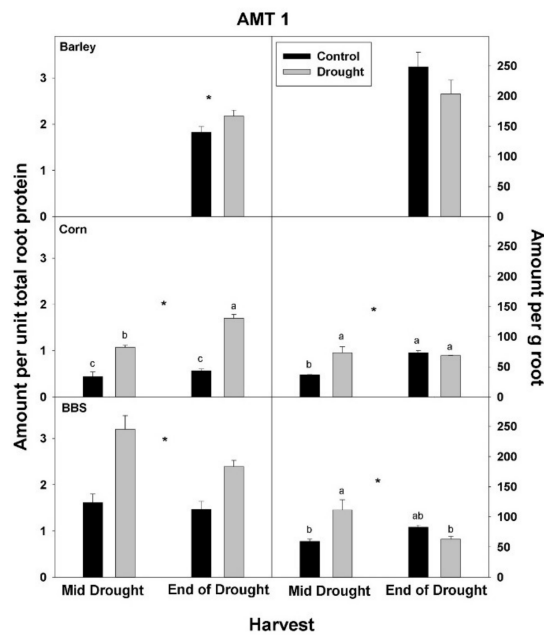 AMT 1
Barley
Control
Drought
*
3
2
1
0
250
200
150
100
50
0
Corn
*
*
c
b
c
a
b
a
a
a
3
2
1
0
250
200
150
100
50
0
BBS
*
*
b
a
ab
b
3
2
1
0
250
200
150
100
50
0
Amount per unit total root protein
Amount per g root
Mid Drought End of Drought Mid Drought End of Drought
Harvest